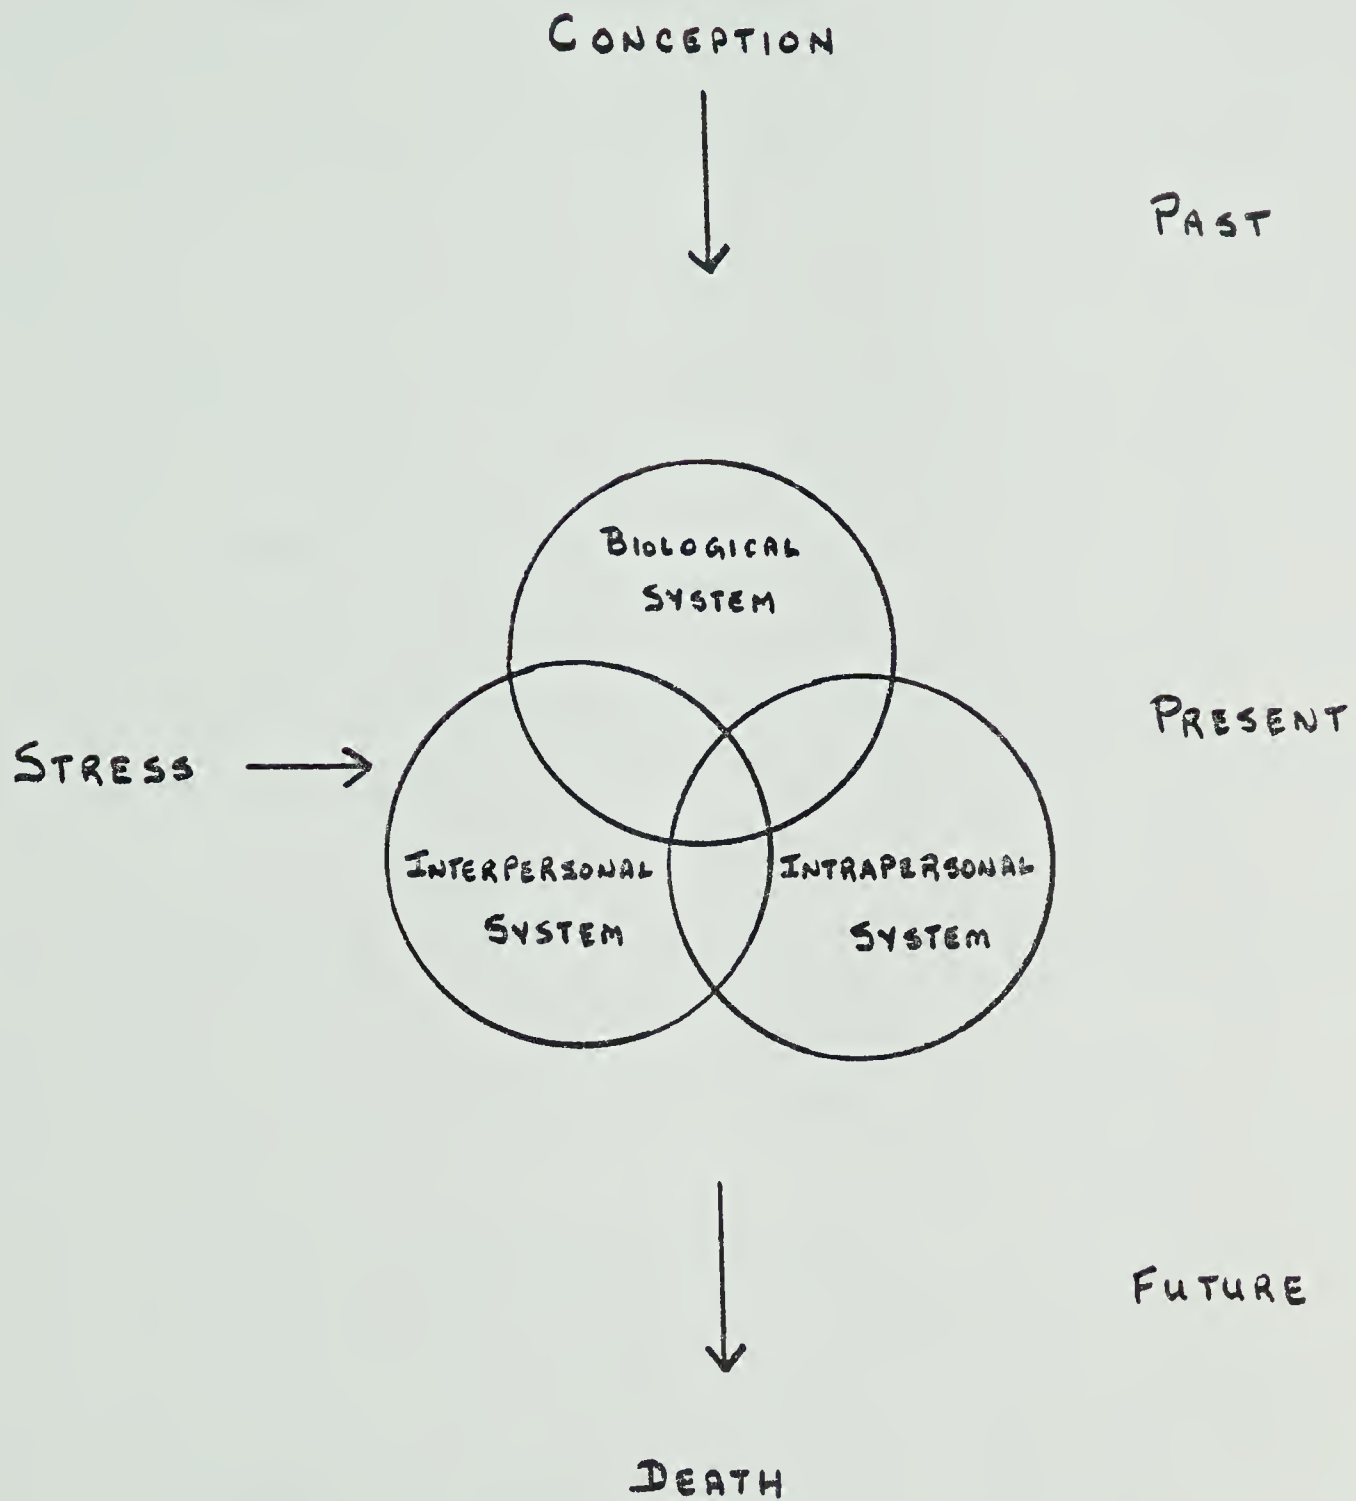 CONCEPTION
PAST
BIOLOGICAL
SYSTEM
PRESENT
STRESS
INTERPERSONAL
SYSTEM
INTRAPERSONAL
SYSTEM
FUTURE
DEATH